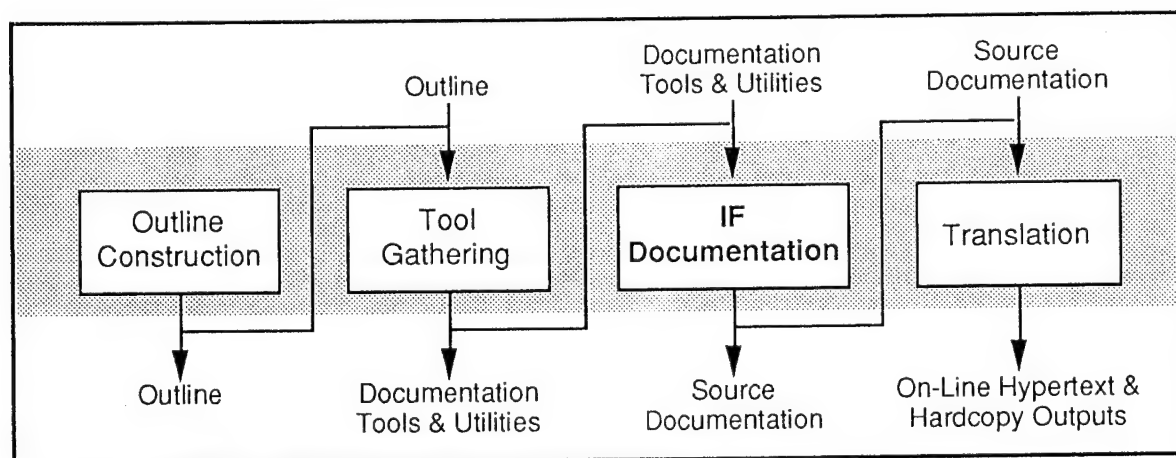 Outline
Documentation
Tools & Utilities
Source
Documentation
Outline
Construction
Tool
Gathering
IF
Documentation
Translation
Outline
Documentation
Tools & Utilities
Source
Documentation
On-Line Hypertext &
Hardcopy Outputs